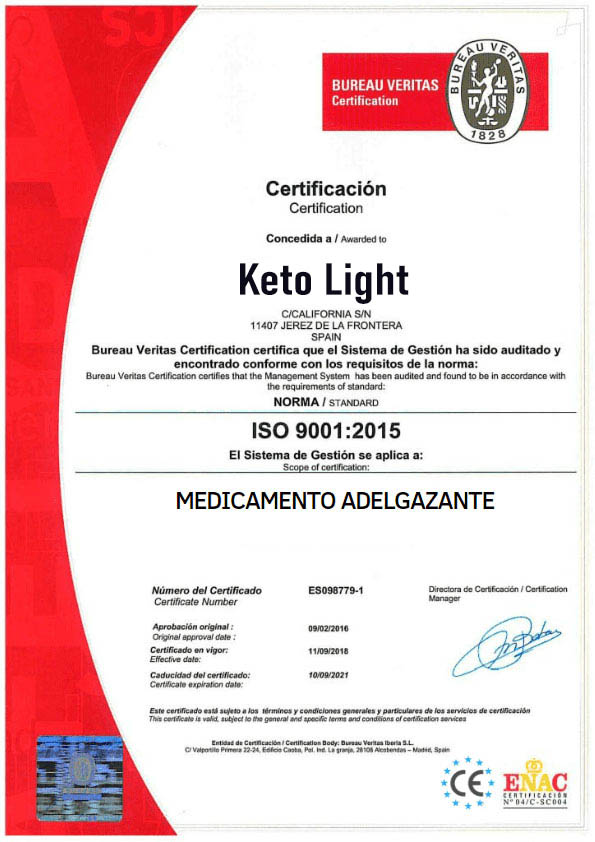 BUREAU VERITAS
Certification
BUREAU VERITAS
1828
Certificación
Certification
Concedida a / Awarded to
Keto Light
C/CALIFORNIA S/N
11407 JEREZ DE LA FRONTERA
SPAIN
Bureau Veritas Certification certifica que el Sistema de Gestión ha sido auditado y
encontrado conforme con los requisitos de la norma:
Bureau Veritas Certification certifies that the Management System has been audited and found to be in accordance with
the requirements of standard:
NORMA / STANDARD
ISO 9001:2015
El Sistema de Gestión se aplica a:
Scope of certification:
MEDICAMENTO ADELGAZANTE
Número del Certificado ES098779-1 Directora de Certificación / Certification
Certificate Number Manager
Aprobación original : 09/02/2016
Original approval date :
Certificado en vigor: 11/09/2018
Effective date:
Caducidad del certificado: 10/09/2021
Certificate expiration date:
Este certificado está sujeto a los términos y condiciones generales y particulares de los servicios de certificación
This certificate is valid, subject to the general and specific terms and conditions of certification services
Entidad de Certificación / Certification Body: Bureau Veritas Iberia S.L.
C/ Valportillo Primera 22-24, Edificio Caoba, Pol. Ind. La granja, 28108 Alcobendas – Madrid, Spain
CE
ENAC
CERTIFICACIÓN
Nº 04/C-SC004